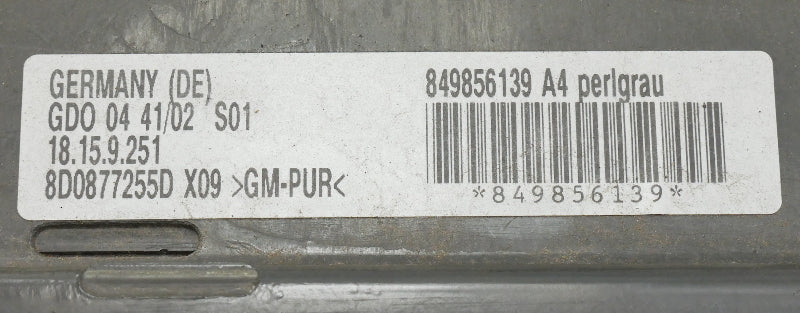 GERMANY (DE)
GDO 04 41/02 S01
18.15.9.251
8D0877255D X09 >GM-PUR<
849856139 A4 perlgrau
*849856139*